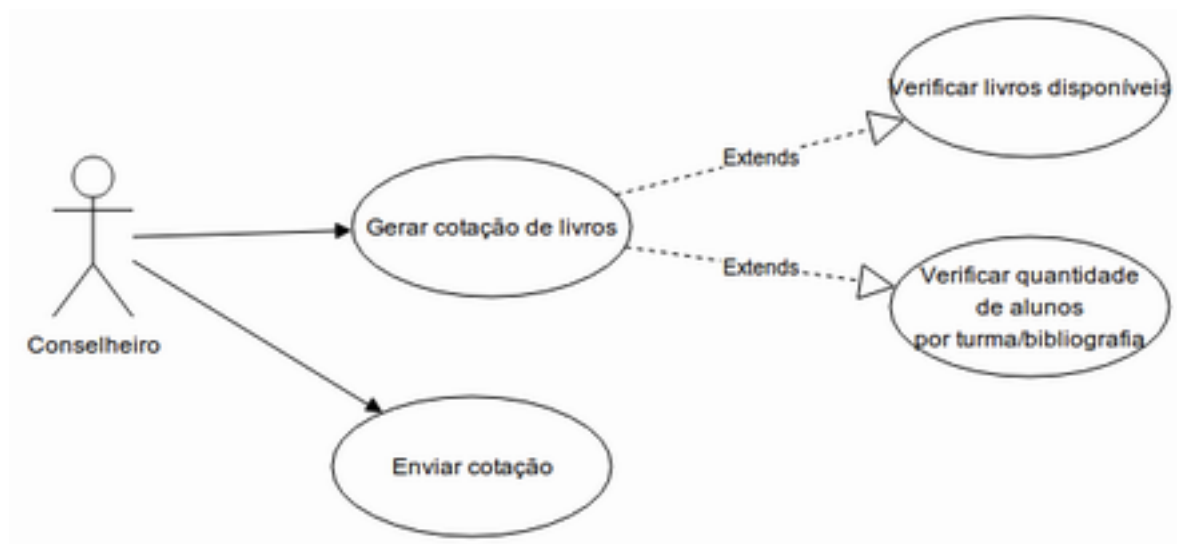 Verificar livros disponíveis
Extends
Gerar cotação de livros
Extends
Verificar quantidade
de alunos
por turma/bibliografia
Conselheiro
Enviar cotação